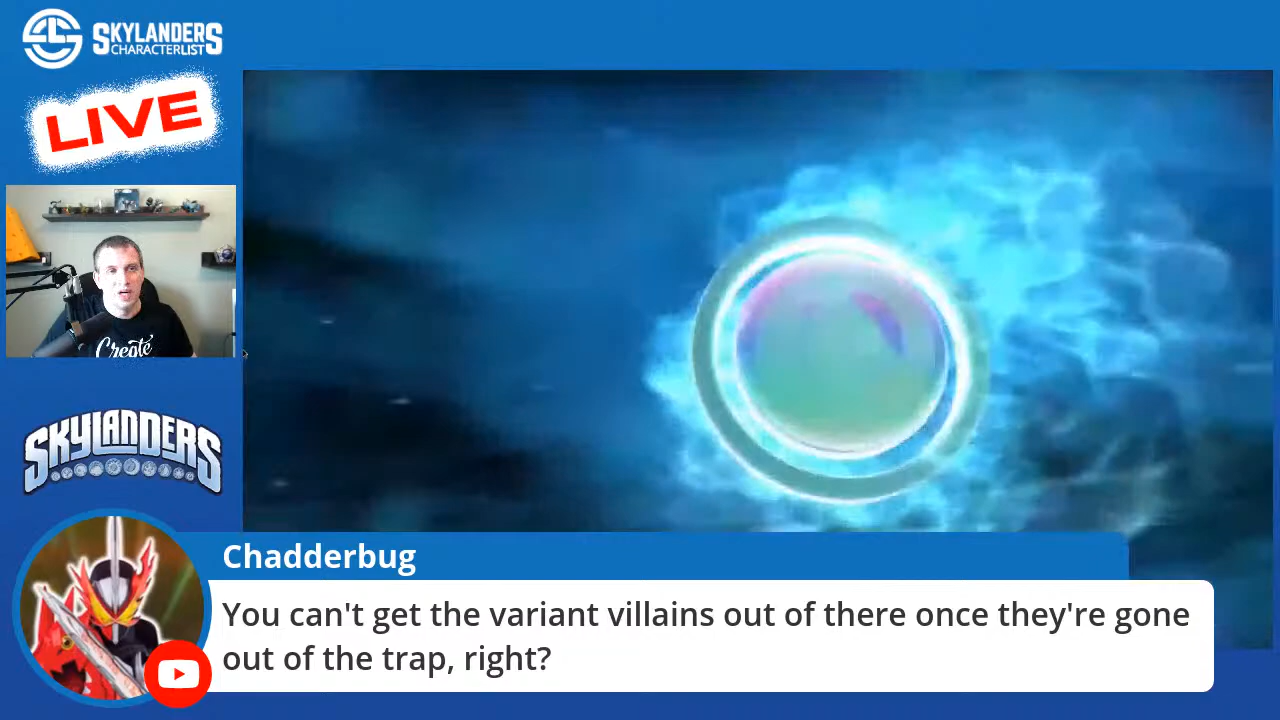 SKYLANDERS
CHARACTERLIST
LIVE
Create
SKYLANDERS
Chadderbug
You can't get the variant villains out of there once they're gone
out of the trap, right?